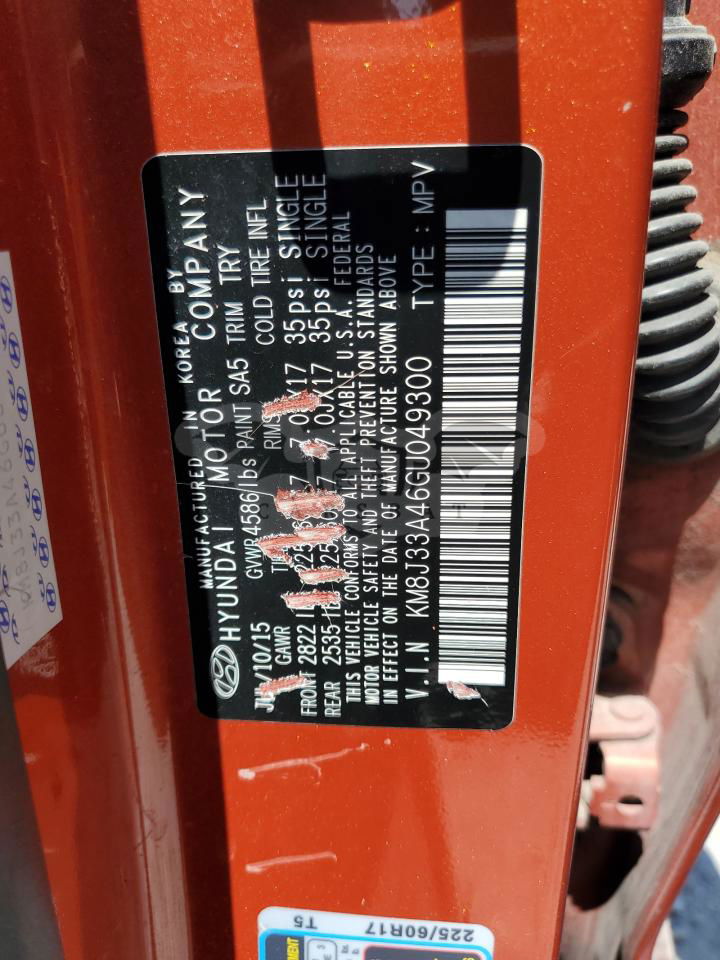 MANUFACTURED IN KOREA BY
HYUNDAI MOTOR COMPANY
/10/15 GVWR 4586/lbs PAINT SA5 TRIM TRY
GAWR COLD TIRE INFL
FRONT 2822 35psi SINGLE
REAR 2535 7.0JX17 35psi SINGLE
THIS VEHICLE CONFORMS TO ALL APPLICABLE U.S.A. FEDERAL
MOTOR VEHICLE SAFETY AND THEFT PREVENTION STANDARDS
IN EFFECT ON THE DATE OF MANUFACTURE SHOWN ABOVE
V.I.N KM8J33A46GU049300 TYPE : MPV
225/60R17
T5